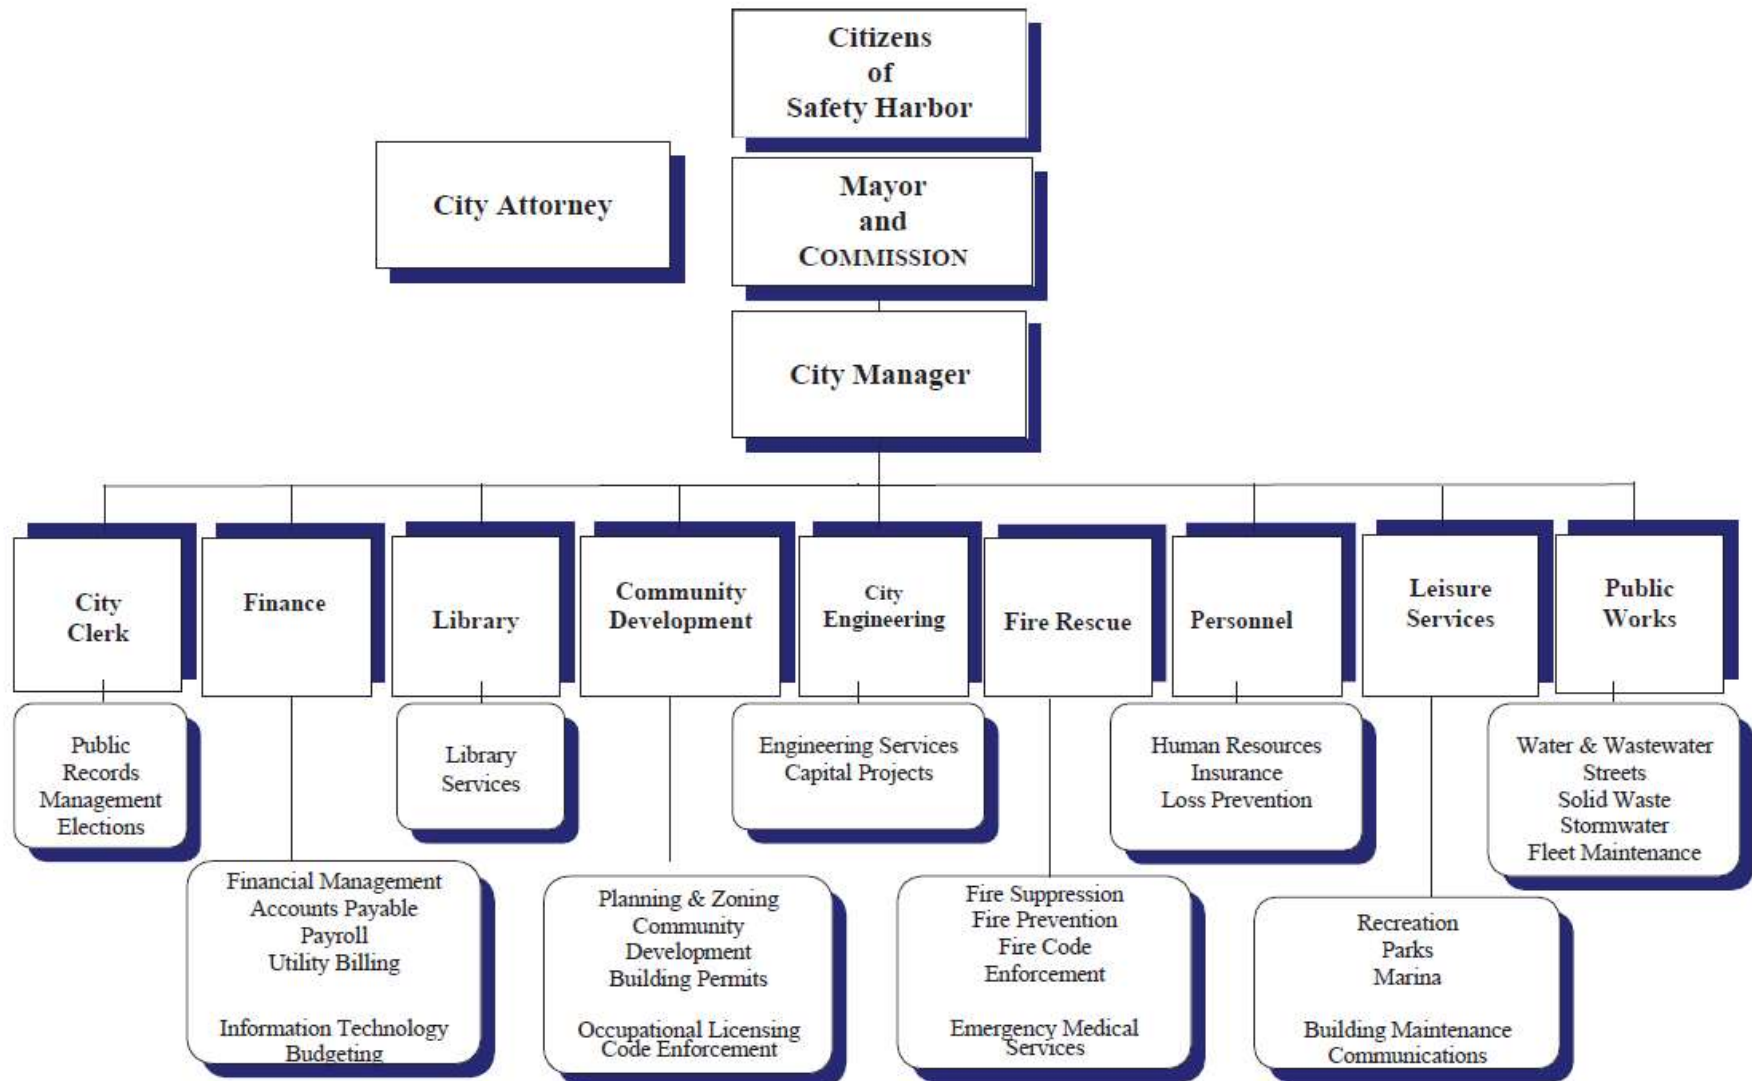 Citizens
of
Safety Harbor
City Attorney
Mayor
and
COMMISSION
City Manager
City
Clerk
Finance
Library
Community
Development
City
Engineering
Fire Rescue
Personnel
Leisure
Services
Public
Works
Public
Records
Management
Elections
Library
Services
Engineering Services
Capital Projects
Human Resources
Insurance
Loss Prevention
Water & Wastewater
Streets
Solid Waste
Stormwater
Fleet Maintenance
Financial Management
Accounts Payable
Payroll
Utility Billing
Information Technology
Budgeting
Planning & Zoning
Community
Development
Building Permits
Occupational Licensing
Code Enforcement
Fire Suppression
Fire Prevention
Fire Code
Enforcement
Emergency Medical
Services
Recreation
Parks
Marina
Building Maintenance
Communications